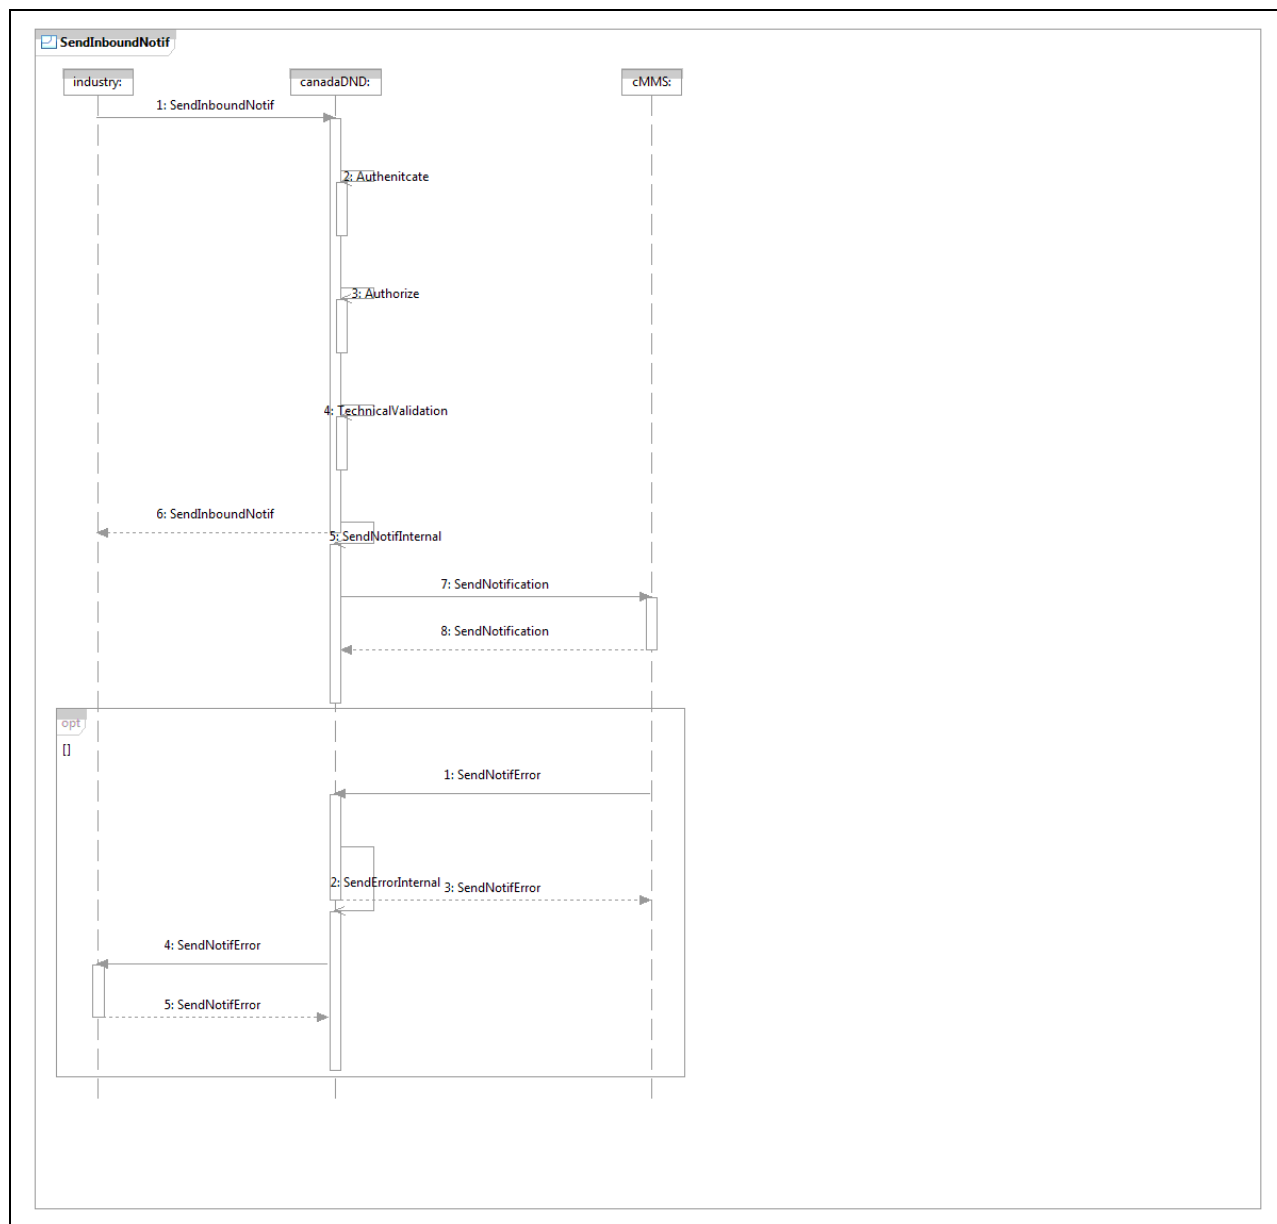 SendInboundNotif
industry:
canadaDND:
cMMS:
1: SendInboundNotif
2: Authenitcate
3: Authorize
4: TechnicalValidation
6: SendInboundNotif
5: SendNotifInternal
7: SendNotification
8: SendNotification
opt
[]
1: SendNotifError
2: SendErrorInternal
3: SendNotifError
4: SendNotifError
5: SendNotifError